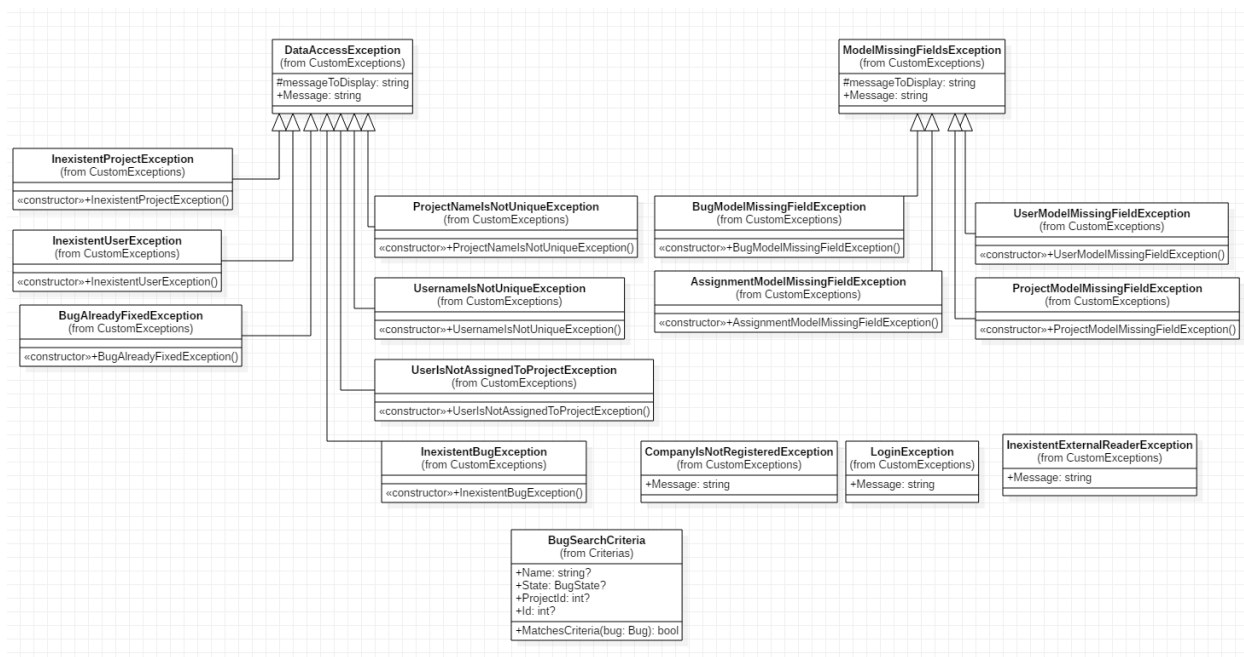 DataAccessException
(from CustomExceptions)
#messageToDisplay: string
+Message: string
ModelMissingFieldsException
(from CustomExceptions)
#messageToDisplay: string
+Message: string
InexistentProjectException
(from CustomExceptions)
«constructor»+InexistentProjectException()
InexistentUserException
(from CustomExceptions)
«constructor»+InexistentUserException()
BugAlreadyFixedException
(from CustomExceptions)
«constructor»+BugAlreadyFixedException()
ProjectNameIsNotUniqueException
(from CustomExceptions)
«constructor»+ProjectNameIsNotUniqueException()
UsernameIsNotUniqueException
(from CustomExceptions)
«constructor»+UsernameIsNotUniqueException()
UserIsNotAssignedToProjectException
(from CustomExceptions)
«constructor»+UserIsNotAssignedToProjectException()
InexistentBugException
(from CustomExceptions)
«constructor»+InexistentBugException()
BugModelMissingFieldException
(from CustomExceptions)
«constructor»+BugModelMissingFieldException()
AssignmentModelMissingFieldException
(from CustomExceptions)
«constructor»+AssignmentModelMissingFieldException()
UserModelMissingFieldException
(from CustomExceptions)
«constructor»+UserModelMissingFieldException()
ProjectModelMissingFieldException
(from CustomExceptions)
«constructor»+ProjectModelMissingFieldException()
CompanyIsNotRegisteredException
(from CustomExceptions)
+Message: string
LoginException
(from CustomExceptions)
+Message: string
InexistentExternalReaderException
(from CustomExceptions)
+Message: string
BugSearchCriteria
(from Criterias)
+Name: string?
+State: BugState?
+ProjectId: int?
+Id: int?
+MatchesCriteria(bug: Bug): bool